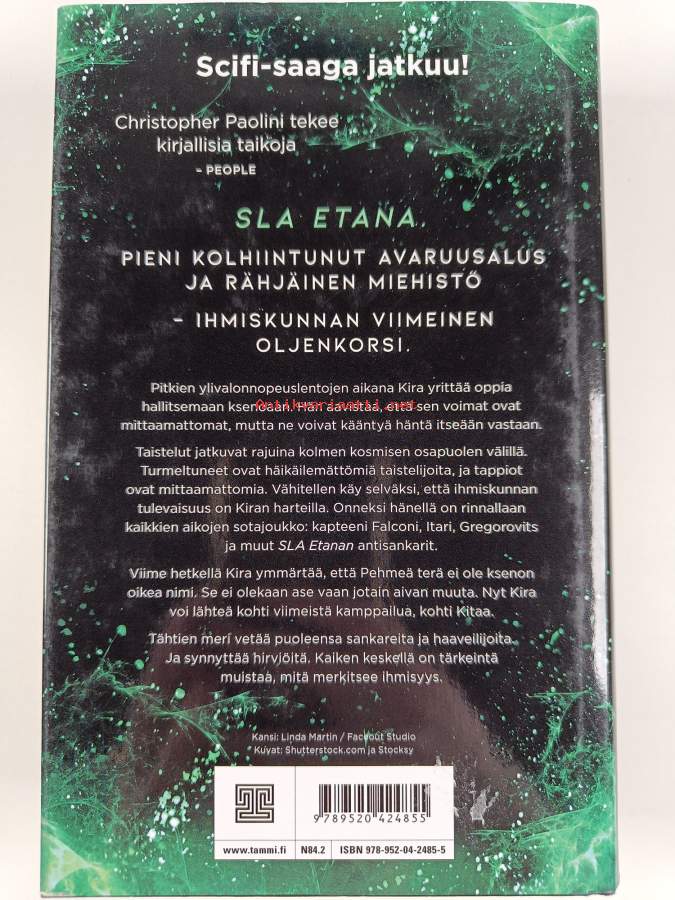 Scifi-saaga jatkuu!
Christopher Paolini tekee
kirjallisia taikoja
– PEOPLE
SLA ETANA.
PIENI KOLHIINTUNUT AVARUUSALUS
JA RÄHJÄINEN MIEHISTÖ
– IHMISKUNNAN VIIMEINEN
OLJENKORSI.
Pitkien ylivalonnopeuslentojen aikana Kira yrittää oppia
hallitsemaan ksenoaan. Hän aavistaa, että sen voimat ovat
Antikvariaatti.net
mittaamattomat, mutta ne voivat kääntyä häntä itseään vastaan.
Taistelut jatkuvat rajuina kolmen kosmisen osapuolen välillä.
Turmeltuneet ovat häikäilemättömiä taistelijoita, ja tappiot
ovat mittaamattomia. Vähitellen käy selväksi, että ihmiskunnan
tulevaisuus on Kiran harteilla. Onneksi hänellä on rinnallaan
kaikkien aikojen sotajoukko: kapteeni Falconi, Itari, Gregorovits
ja muut SLA Etanan antisankarit.
Viime hetkellä Kira ymmärtää, että Pehmeä terä ei ole ksenon
oikea nimi. Se ei olekaan ase vaan jotain aivan muuta. Nyt Kira
voi lähteä kohti viimeistä kamppailua, kohti Kitaa.
Tähtien meri vetää puoleensa sankareita ja haaveilijoita.
Ja synnyttää hirviöitä. Kaiken keskellä on tärkeintä
muistaa, mitä merkitsee ihmisyys.
Kansi: Linda Martin / Faceout Studio
Kuvat: Shutterstock.com ja Stocksy
9 789520 424855
www.tammi.fi
N84.2
ISBN 978-952-04-2485-5